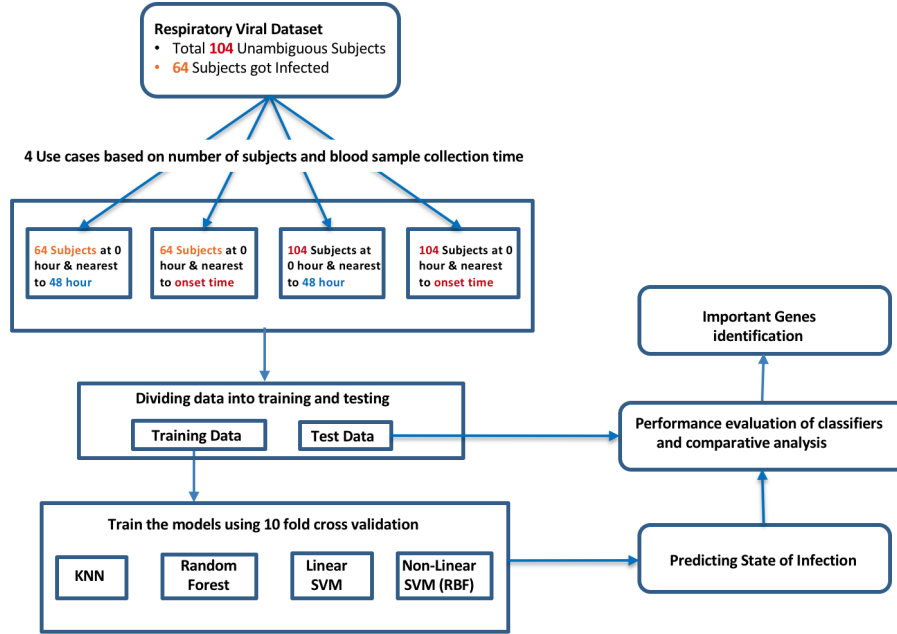 Respiratory Viral Dataset
• Total 104 Unambiguous Subjects
• 64 Subjects got Infected
4 Use cases based on number of subjects and blood sample collection time
64 Subjects at 0
hour & nearest
to 48 hour
64 Subjects at 0
hour & nearest
to onset time
104 Subjects at
0 hour & nearest
to 48 hour
104 Subjects at 0
hour & nearest
to onset time
Important Genes
identification
Dividing data into training and testing
Training Data
Test Data
Performance evaluation of classifiers
and comparative analysis
Train the models using 10 fold cross validation
KNN
Random
Forest
Linear
SVM
Non-Linear
SVM (RBF)
Predicting State of Infection